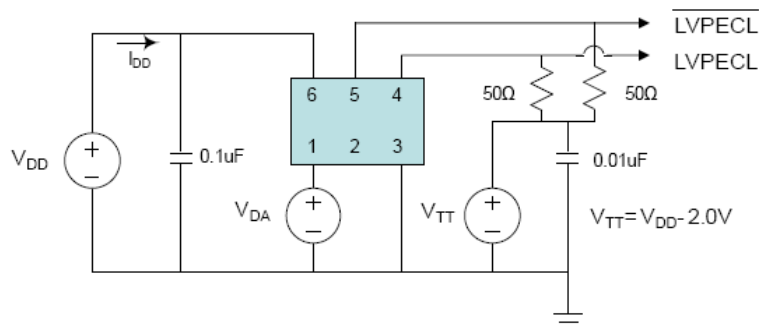 L̅V̅P̅E̅C̅L̅
I_DD
LVPECL
6 5 4
50Ω 50Ω
1 2 3
V_DD
0.1uF
0.01uF
V_DA
V_TT
V_TT= V_DD- 2.0V
+
−
+
−
+
−